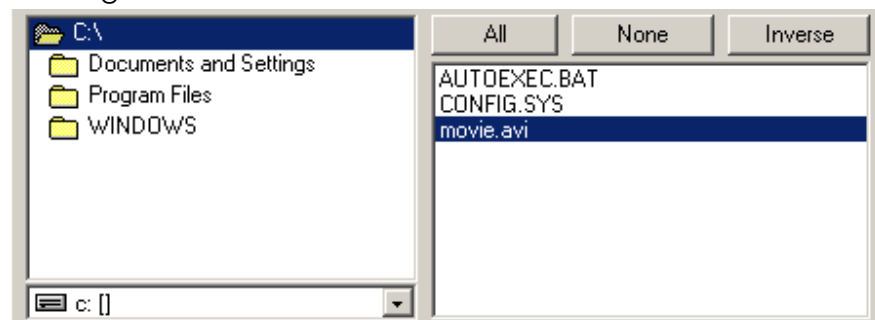 C:\
Documents and Settings
Program Files
WINDOWS
c: []
All None Inverse
AUTOEXEC.BAT
CONFIG.SYS
movie.avi